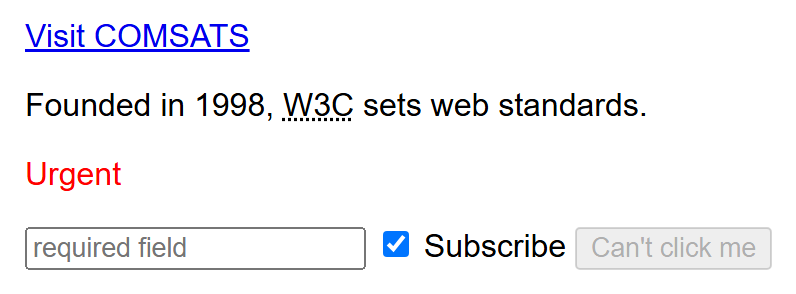 Visit COMSATS
Founded in 1998, W3C sets web standards.
Urgent
required field Subscribe Can't click me